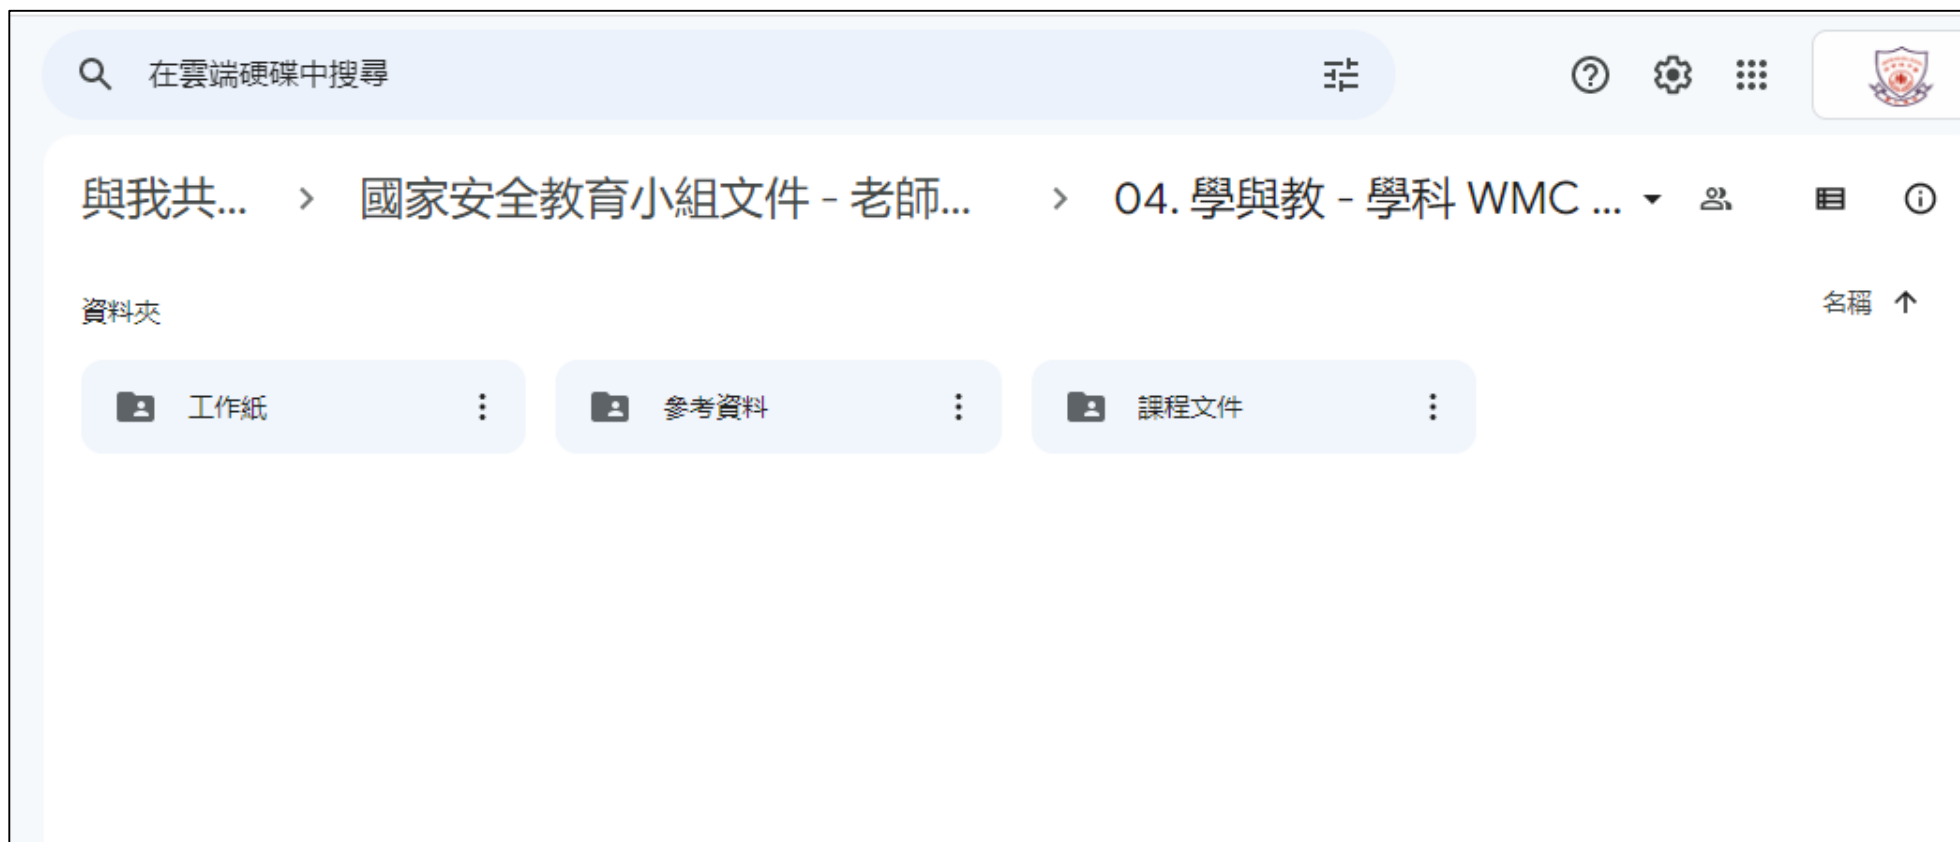 在雲端硬碟中搜尋
與我共... > 國家安全教育小組文件 - 老師... > 04. 學與教 - 學科 WMC ...
資料夾 名稱
工作紙 參考資料 課程文件